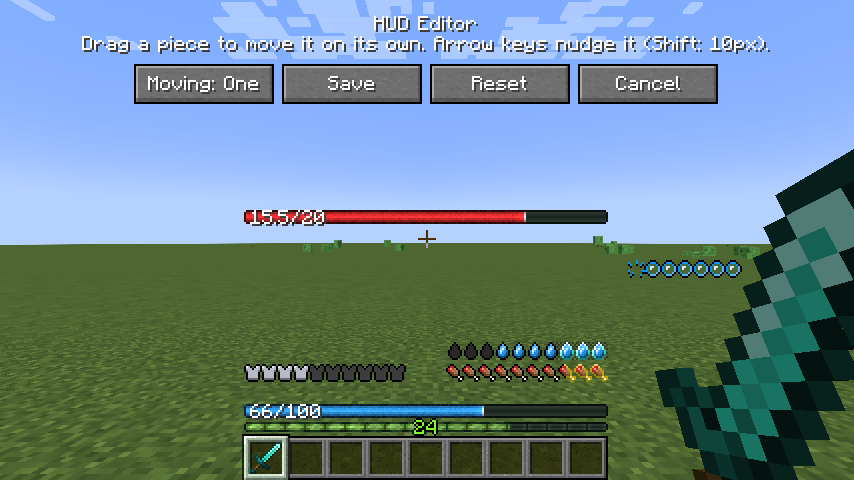 HUD Editor
Drag a piece to move it on its own. Arrow keys nudge it (Shift: 10px).
Moving: One
Save
Reset
Cancel
15.5/20
66/100
24